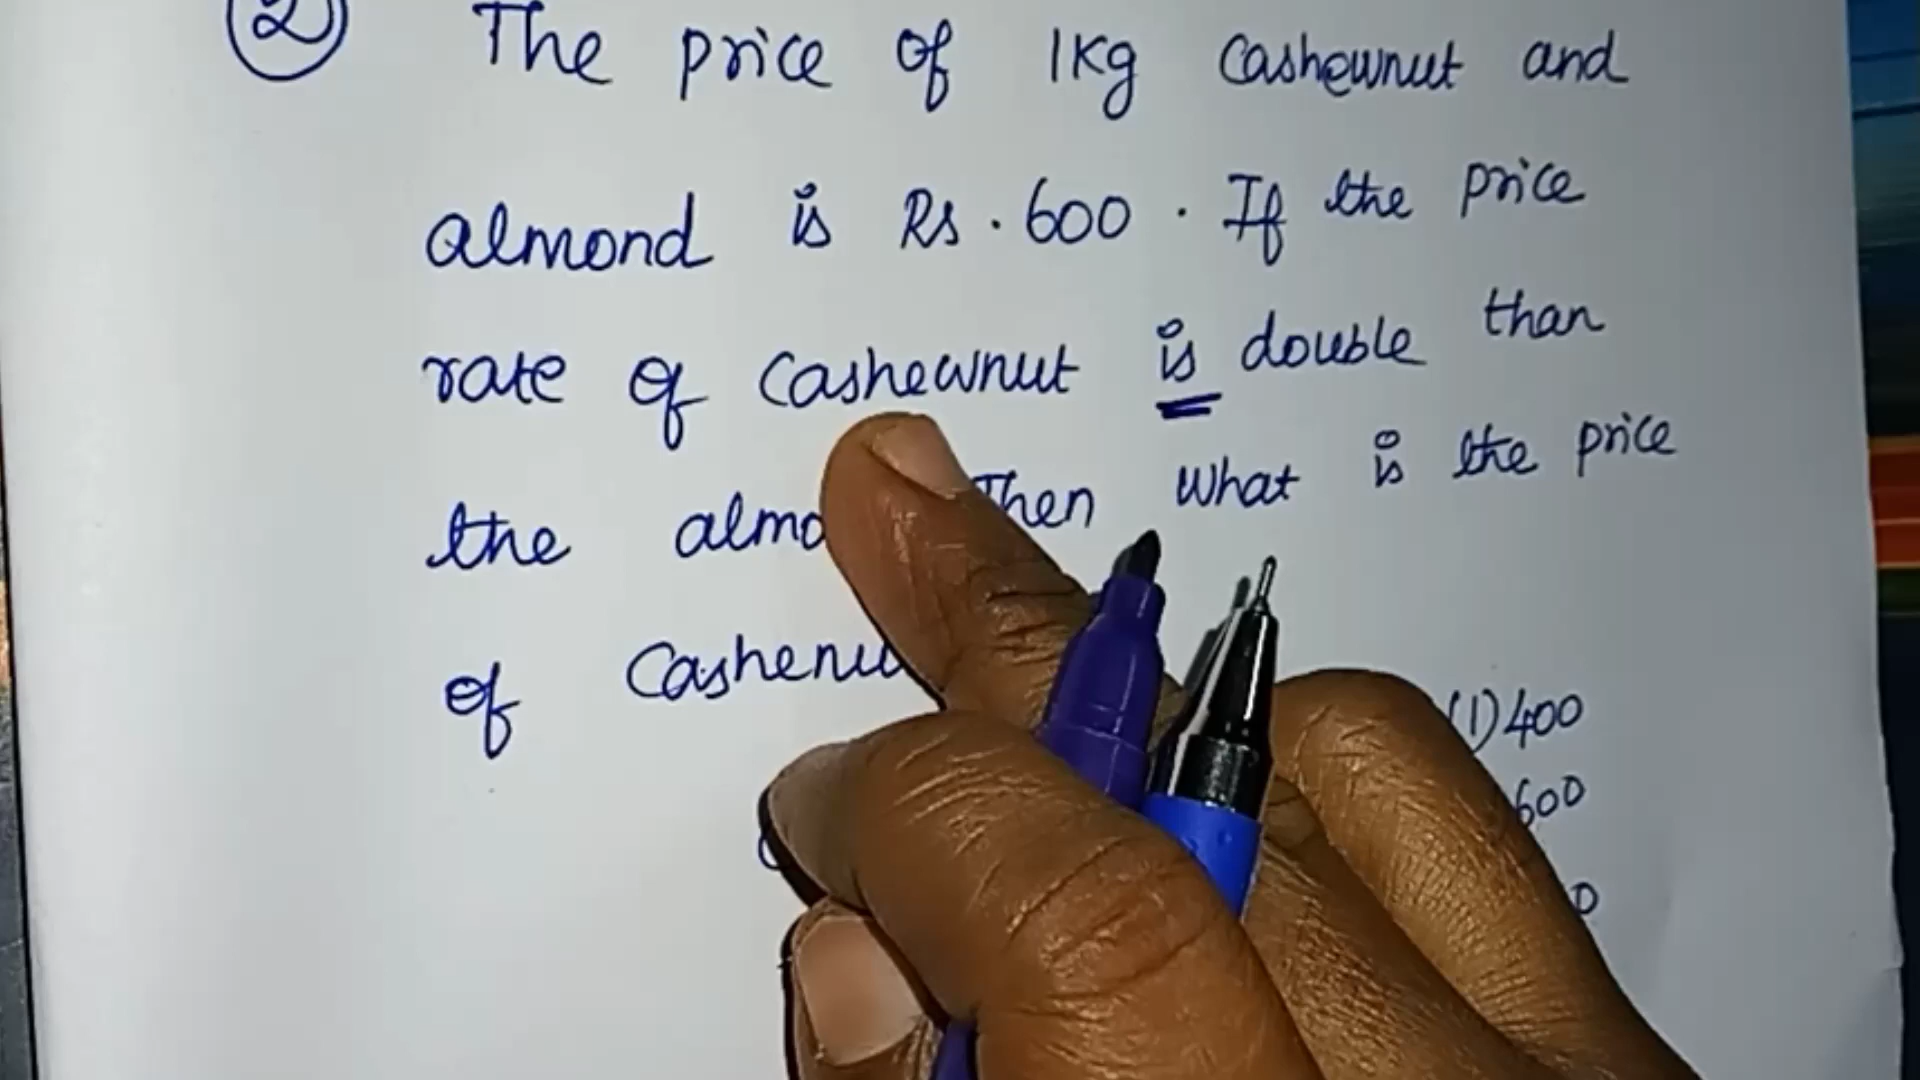 2 The price of 1Kg Cashewnut and
almond is Rs. 600. If the price
rate of Cashewnut is double than
the almo Then what is the price
of Cashenu
(1) 400
600
0